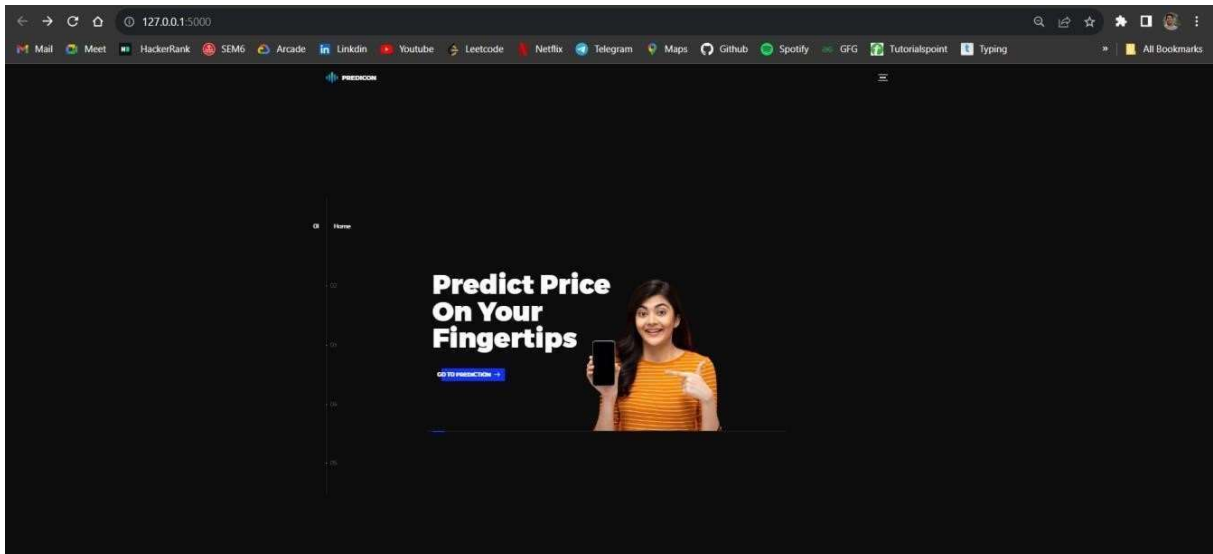 127.0.0.1:5000
Mail Meet HackerRank SEM6 Arcade Linkdin Youtube Leetcode Netflix Telegram Maps Github Spotify GFG Tutorialspoint Typing » All Bookmarks
PREDICON
01 Home
02
Predict Price
On Your
Fingertips
03
GO TO PREDICTION →
04
05